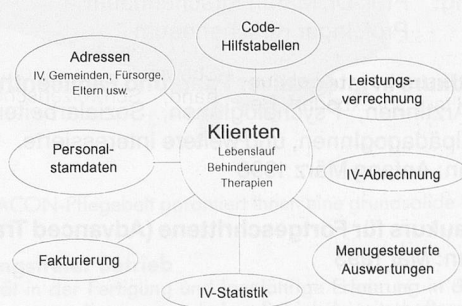 Code-
Hilfstabellen
Adressen
IV, Gemeinden, Fürsorge,
Eltern usw.
Leistungs-
verrechnung
Klienten
Lebenslauf
Behinderungen
Therapien
Personal-
stamdaten
IV-Abrechnung
Fakturierung
Menugesteuerte
Auswertungen
IV-Statistik